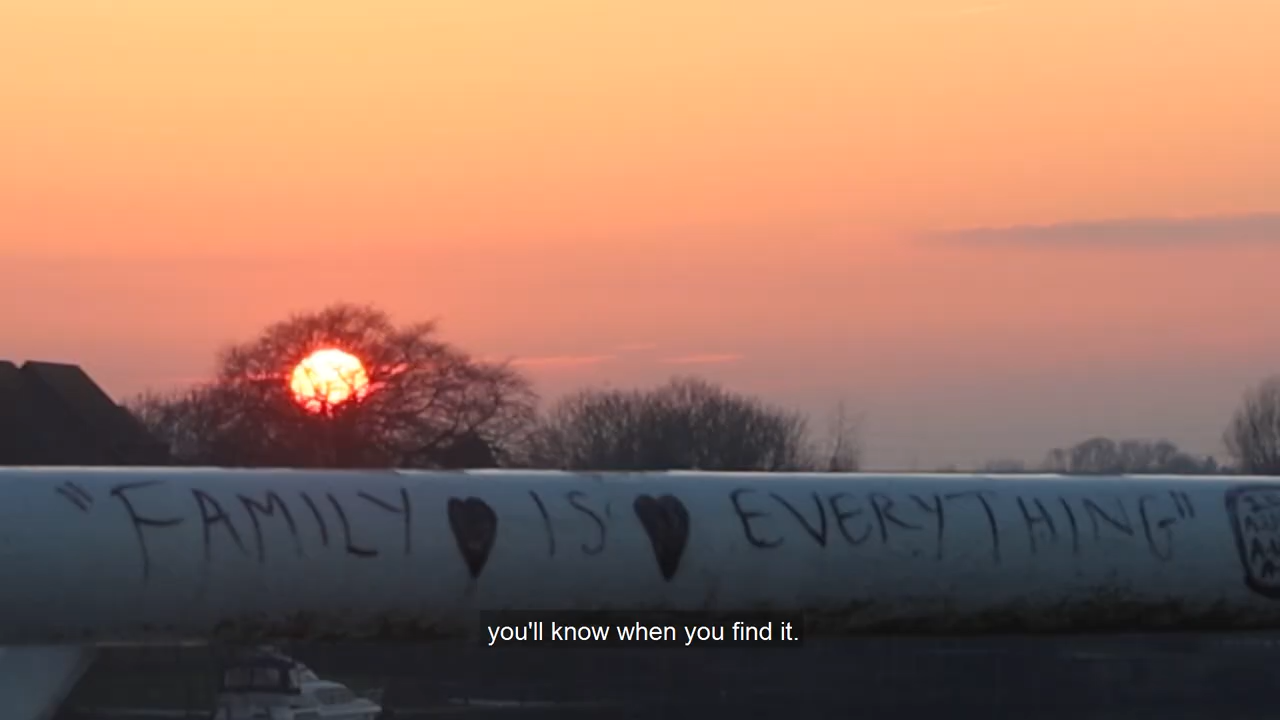 "FAMILY ♥ IS ♥ EVERYTHING"
you'll know when you find it.